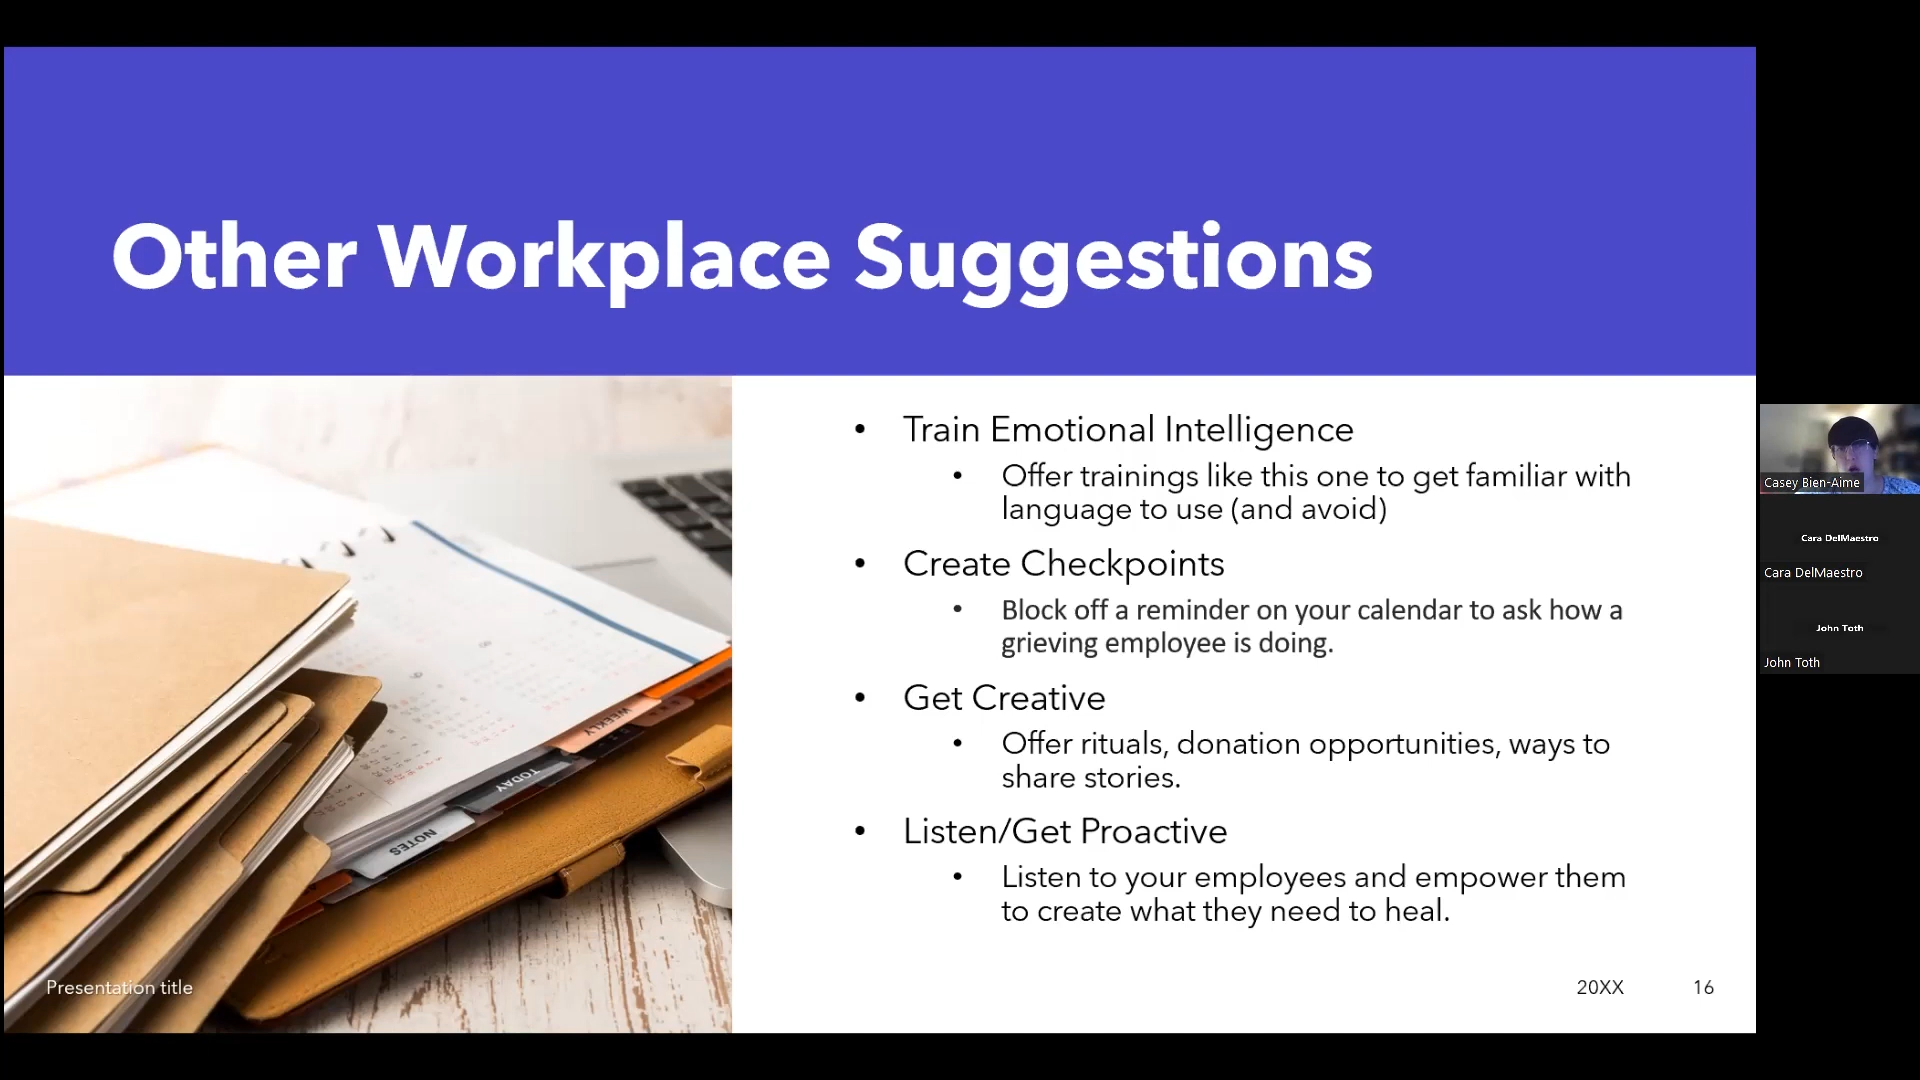 Other Workplace Suggestions
• Train Emotional Intelligence
• Offer trainings like this one to get familiar with
language to use (and avoid)
• Create Checkpoints
• Block off a reminder on your calendar to ask how a
grieving employee is doing.
• Get Creative
• Offer rituals, donation opportunities, ways to
share stories.
• Listen/Get Proactive
• Listen to your employees and empower them
to create what they need to heal.
WEEKLY
TODAY
NOTES
Presentation title
20XX
16
Casey Bien-Aime
Cara DelMaestro
Cara DelMaestro
John Toth
John Toth